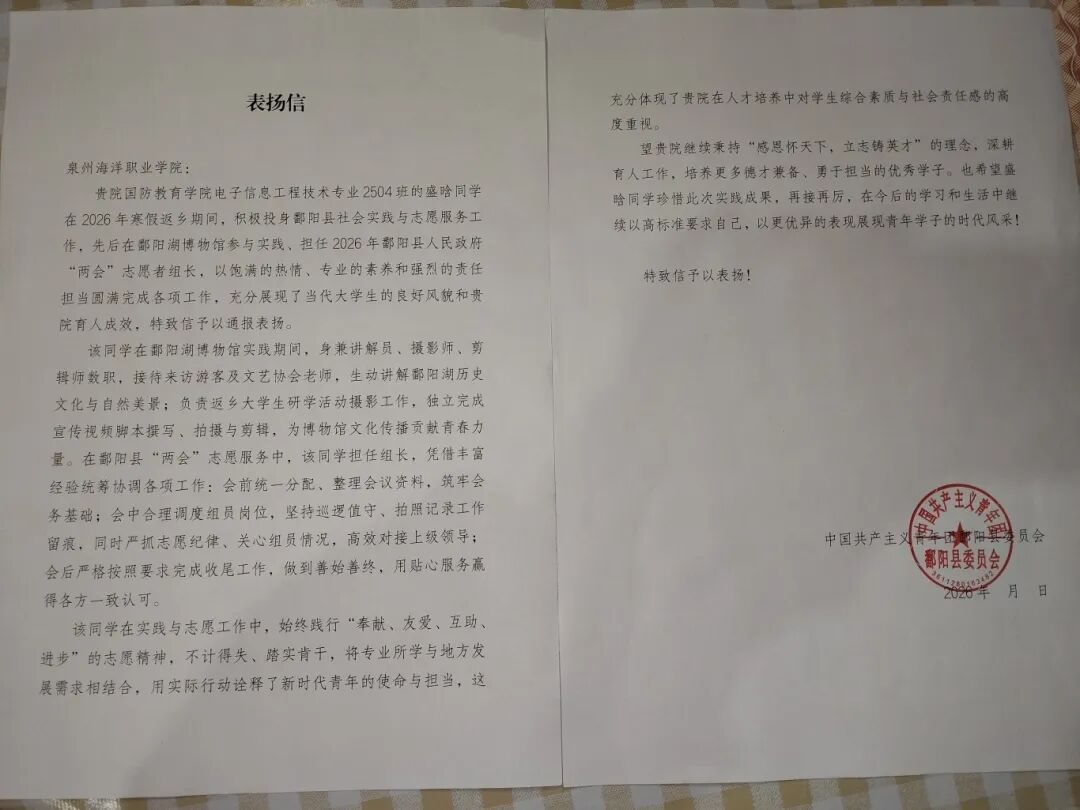 表扬信
泉州海洋职业学院：
贵院国防教育学院电子信息工程技术专业2504班的盛晗同学
在2026年寒假返乡期间，积极投身鄱阳县社会实践与志愿服务工
作，先后在鄱阳湖博物馆参与实践、担任2026年鄱阳县人民政府
“两会”志愿者组长，以饱满的热情、专业的素养和强烈的责任
担当圆满完成各项工作，充分展现了当代大学生的良好风貌和贵
院育人成效，特致信予以通报表扬。
该同学在鄱阳湖博物馆实践期间，身兼讲解员、摄影师、剪
辑师数职，接待来访游客及文艺协会老师，生动讲解鄱阳湖历史
文化与自然美景；负责返乡大学生研学活动摄影工作，独立完成
宣传视频脚本撰写、拍摄与剪辑，为博物馆文化传播贡献青春力
量。在鄱阳县“两会”志愿服务中，该同学担任组长，凭借丰富
经验统筹协调各项工作：会前统一分配、整理会议资料，筑牢会
务基础；会中合理调度组员岗位，坚持巡逻值守、拍照记录工作
留痕，同时严抓志愿纪律、关心组员情况，高效对接上级领导；
会后严格按照要求完成收尾工作，做到善始善终，用贴心服务赢
得各方一致认可。
该同学在实践与志愿工作中，始终践行“奉献、友爱、互助、
进步”的志愿精神，不计得失、踏实肯干，将专业所学与地方发
展需求相结合，用实际行动诠释了新时代青年的使命与担当，这
充分体现了贵院在人才培养中对学生综合素质与社会责任感的高
度重视。
望贵院继续秉持“感恩怀天下，立志铸英才”的理念，深耕
育人工作，培养更多德才兼备、勇于担当的优秀学子。也希望盛
晗同学珍惜此次实践成果，再接再厉，在今后的学习和生活中继
续以高标准要求自己，以更优异的表现展现青年学子的时代风采！
特致信予以表扬！
中国共产主义青年团鄱阳县委员会
2026年 月 日
中国共产主义青年团
鄱阳县委员会